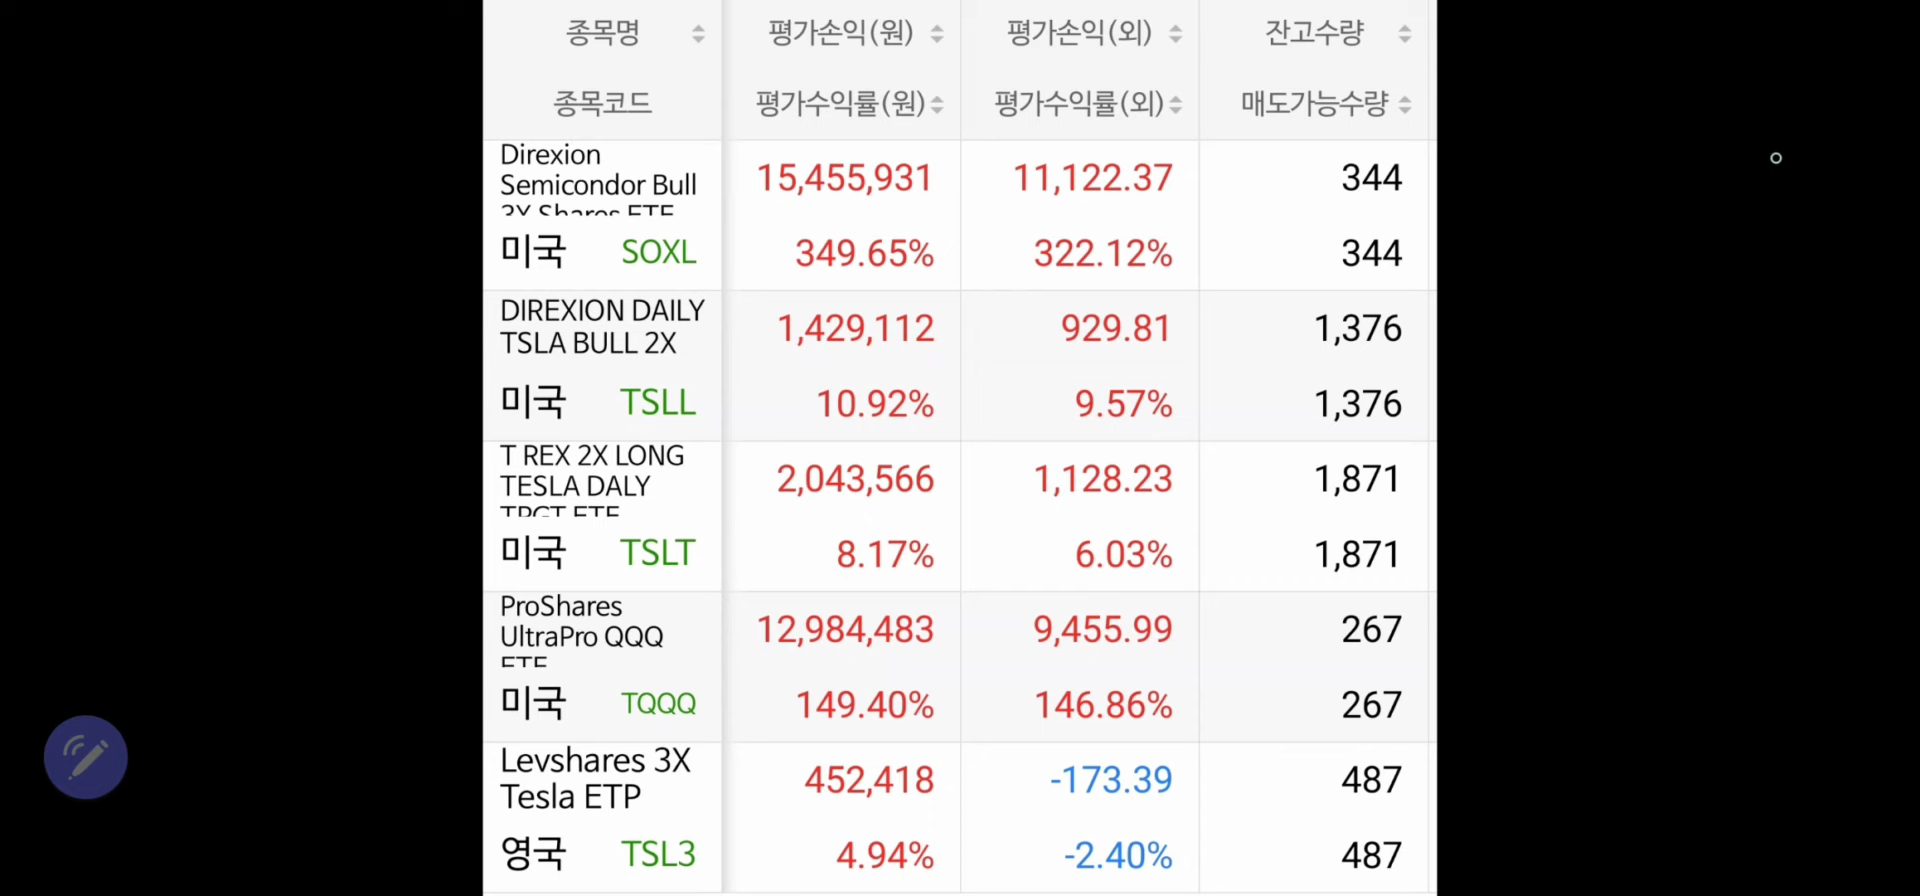 종목명 평가손익(원) 평가손익(외) 잔고수량
종목코드 평가수익률(원) 평가수익률(외) 매도가능수량
Direxion
Semicondor Bull
3X Shares ETF
15,455,931 11,122.37 344
미국 SOXL 349.65% 322.12% 344
DIREXION DAILY
TSLA BULL 2X
1,429,112 929.81 1,376
미국 TSLL 10.92% 9.57% 1,376
T REX 2X LONG
TESLA DALY
TRGT ETF
2,043,566 1,128.23 1,871
미국 TSLT 8.17% 6.03% 1,871
ProShares
UltraPro QQQ
ETF
12,984,483 9,455.99 267
미국 TQQQ 149.40% 146.86% 267
Levshares 3X
Tesla ETP
452,418 -173.39 487
영국 TSL3 4.94% -2.40% 487